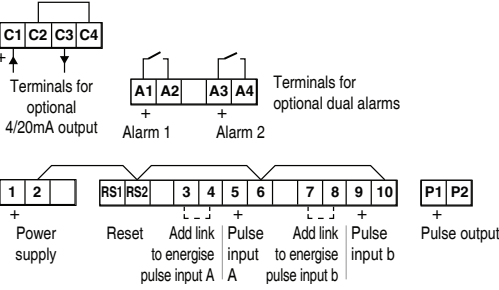 C1 C2 C3 C4
+
Terminals for
optional
4/20mA output
A1 A2 A3 A4
+ +
Alarm 1 Alarm 2
Terminals for
optional dual alarms
1 2 RS1 RS2 3 4 5 6 7 8 9 10 P1 P2
+ + + +
Power
supply
Reset
Add link
to energise
pulse input A
Pulse
input
A
Add link
to energise
pulse input b
Pulse
input b
Pulse output